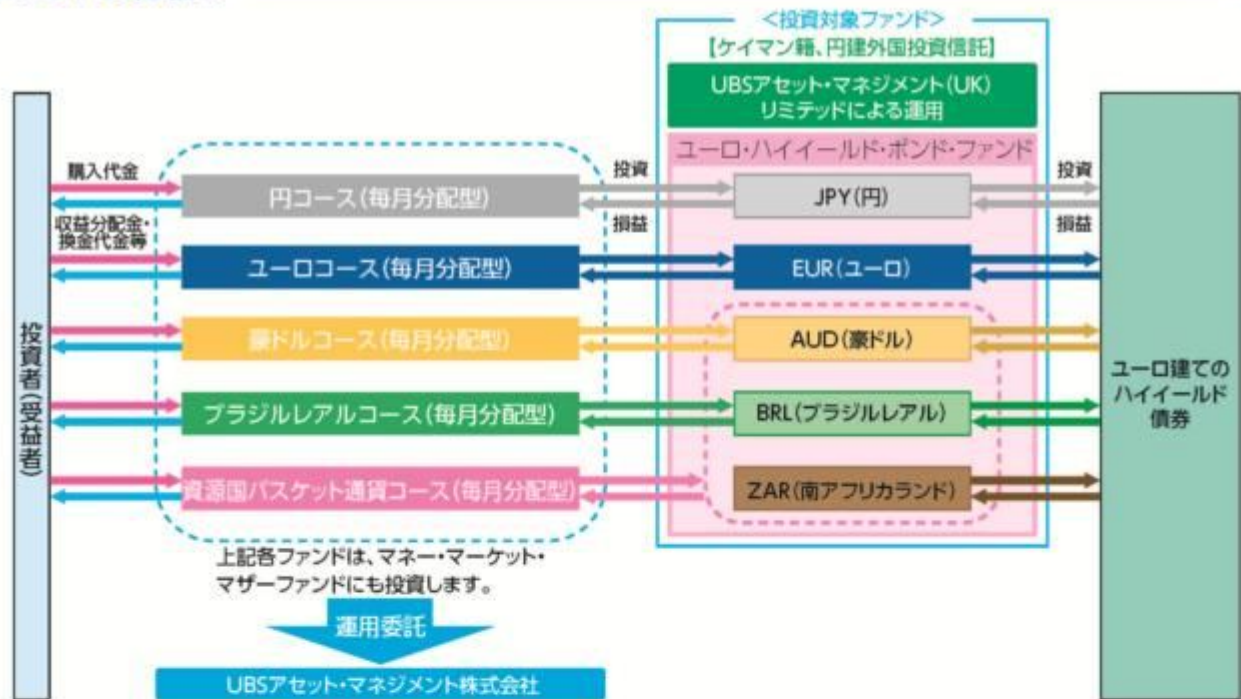 <投資対象ファンド>
【ケイマン籍、円建外国投資信託】
UBSアセット・マネジメント(UK)
リミテッドによる運用
ユーロ・ハイイールド・ボンド・ファンド
投資者(受益者)
購入代金
収益分配金・
換金代金等
円コース(毎月分配型)
投資
損益
JPY(円)
投資
損益
ユーロコース(毎月分配型)
EUR(ユーロ)
豪ドルコース(毎月分配型)
AUD(豪ドル)
ブラジルレアルコース(毎月分配型)
BRL(ブラジルレアル)
資源国バスケット通貨コース(毎月分配型)
ZAR(南アフリカランド)
ユーロ建ての
ハイイールド
債券
上記各ファンドは、マネー・マーケット・
マザーファンドにも投資します。
運用委託
UBSアセット・マネジメント株式会社